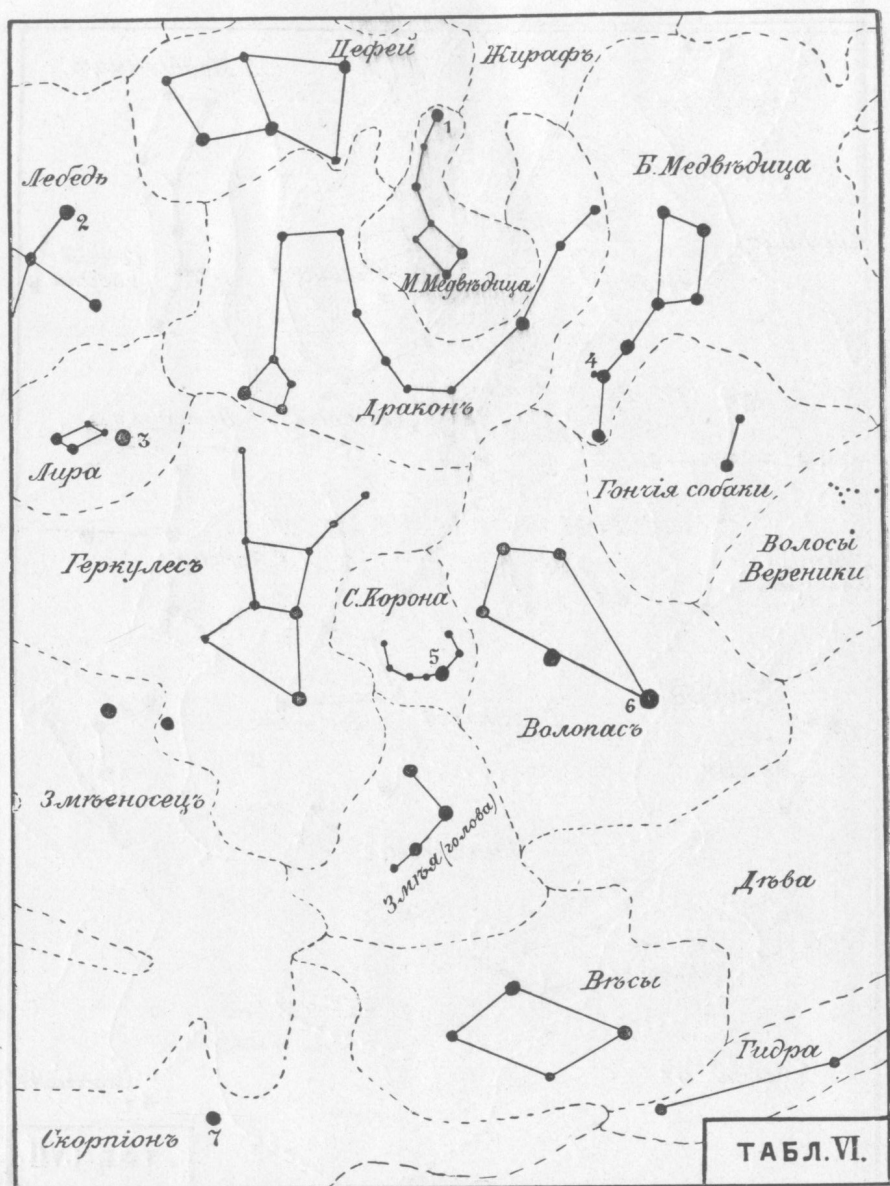 Цефей
Жирафъ
1
Б. Медвѣдица
Лебедь
2
М. Медвѣдица
4
Драконъ
3
Лира
Гончія собаки
Волосы
Вереники
Геркулесъ
С. Корона
5
6
Волопасъ
Змѣеносецъ
Змѣя (голова)
Дѣва
Вѣсы
Гидра
Скорпіонъ
7
ТАБЛ. VI.